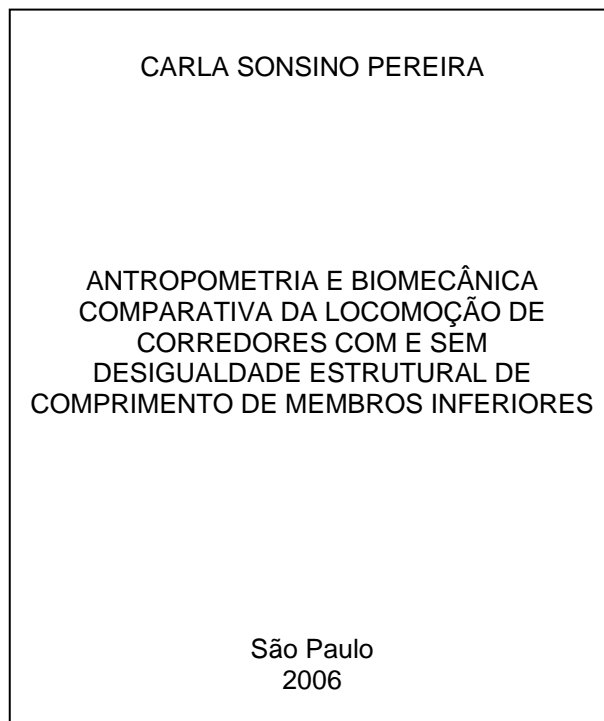 CARLA SONSINO PEREIRA
ANTROPOMETRIA E BIOMECÂNICA
COMPARATIVA DA LOCOMOÇÃO DE
CORREDORES COM E SEM
DESIGUALDADE ESTRUTURAL DE
COMPRIMENTO DE MEMBROS INFERIORES
São Paulo
2006